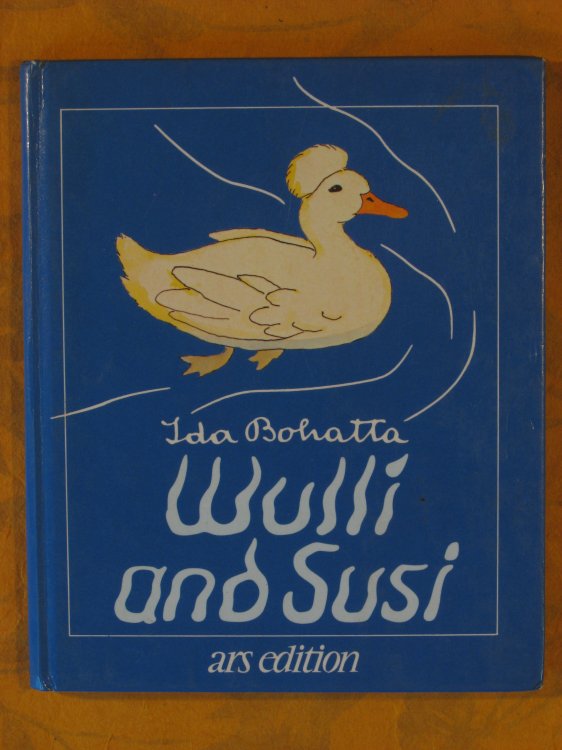 Ida Bohatta
Wulli
and Susi
ars edition